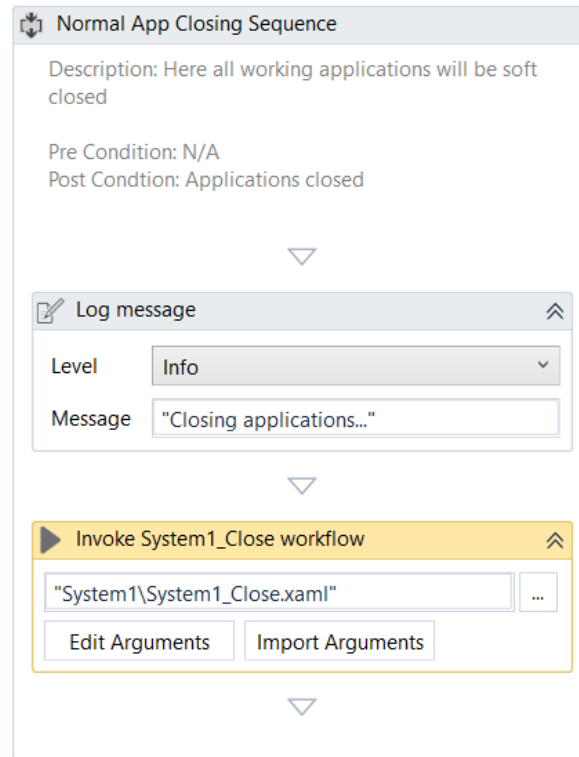 Normal App Closing Sequence
Description: Here all working applications will be soft
closed
Pre Condition: N/A
Post Condtion: Applications closed
Log message
Level Info
Message "Closing applications..."
Invoke System1_Close workflow
"System1\System1_Close.xaml" ...
Edit Arguments Import Arguments